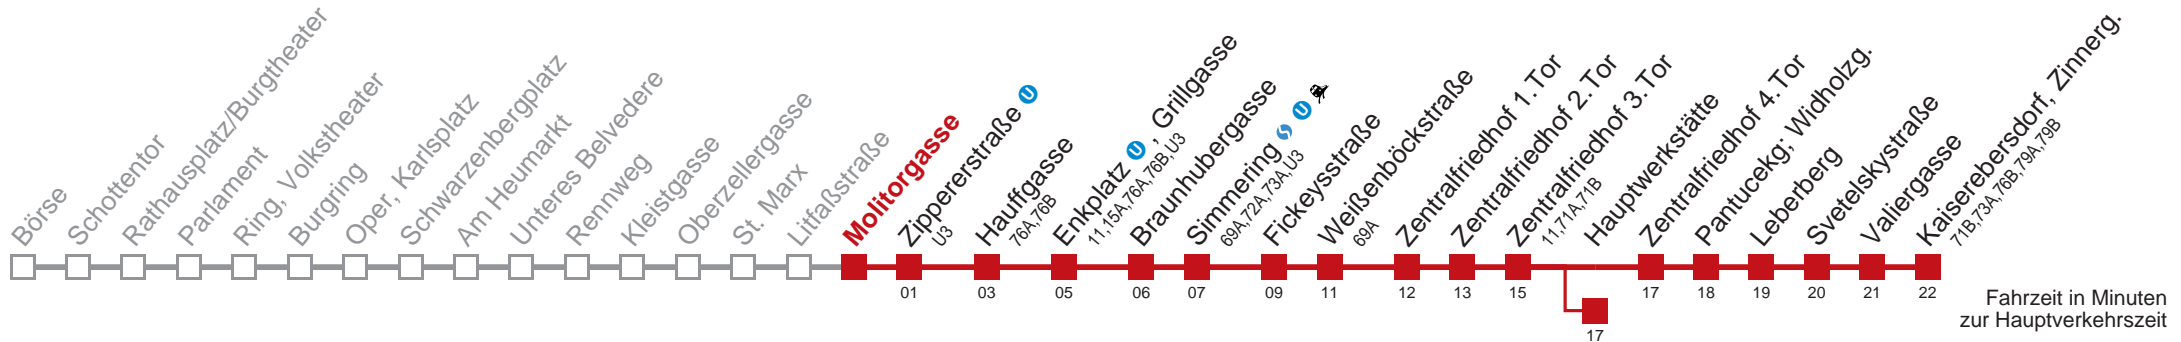 Börse
Schottentor
Rathausplatz/Burgtheater
Parlament
Ring, Volkstheater
Burgring
Oper, Karlsplatz
Schwarzenbergplatz
Am Heumarkt
Unteres Belvedere
Rennweg
Kleistgasse
Oberzellergasse
St. Marx
Litfaßstraße
Molitorgasse
Zippererstraße U
U3
Hauffgasse
76A,76B
Enkplatz U , Grillgasse
11,15A,76A,76B,U3
Braunhubergasse
Simmering U
69A,72A,73A,U3
Fickeysstraße
Weißenböckstraße
69A
Zentralfriedhof 1.Tor
Zentralfriedhof 2.Tor
Zentralfriedhof 3.Tor
11,71A,71B
Hauptwerkstätte
Zentralfriedhof 4.Tor
Pantucekg; Widholzg.
Leberberg
Svetelskystraße
Valiergasse
Kaiserebersdorf, Zinnerg.
71B,73A,76B,79A,79B
01 03 05 06 07 09 11 12 13 15 17 18 19 20 21 22
17
Fahrzeit in Minuten
zur Hauptverkehrszeit